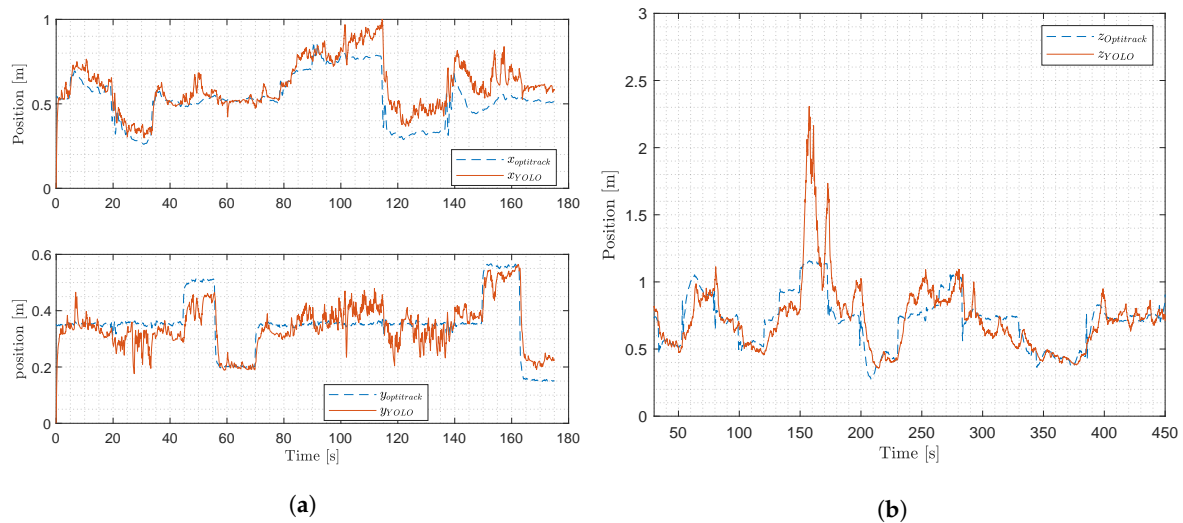 1
0.5
0
Position [m]
x_optitrack
x_YOLO
0 20 40 60 80 100 120 140 160 180
0.6
0.4
0.2
0
position [m]
y_optitrack
y_YOLO
0 20 40 60 80 100 120 140 160 180
Time [s]
(a)
3
2.5
2
1.5
1
0.5
0
Position [m]
z_Optitrack
z_YOLO
50 100 150 200 250 300 350 400 450
Time [s]
(b)